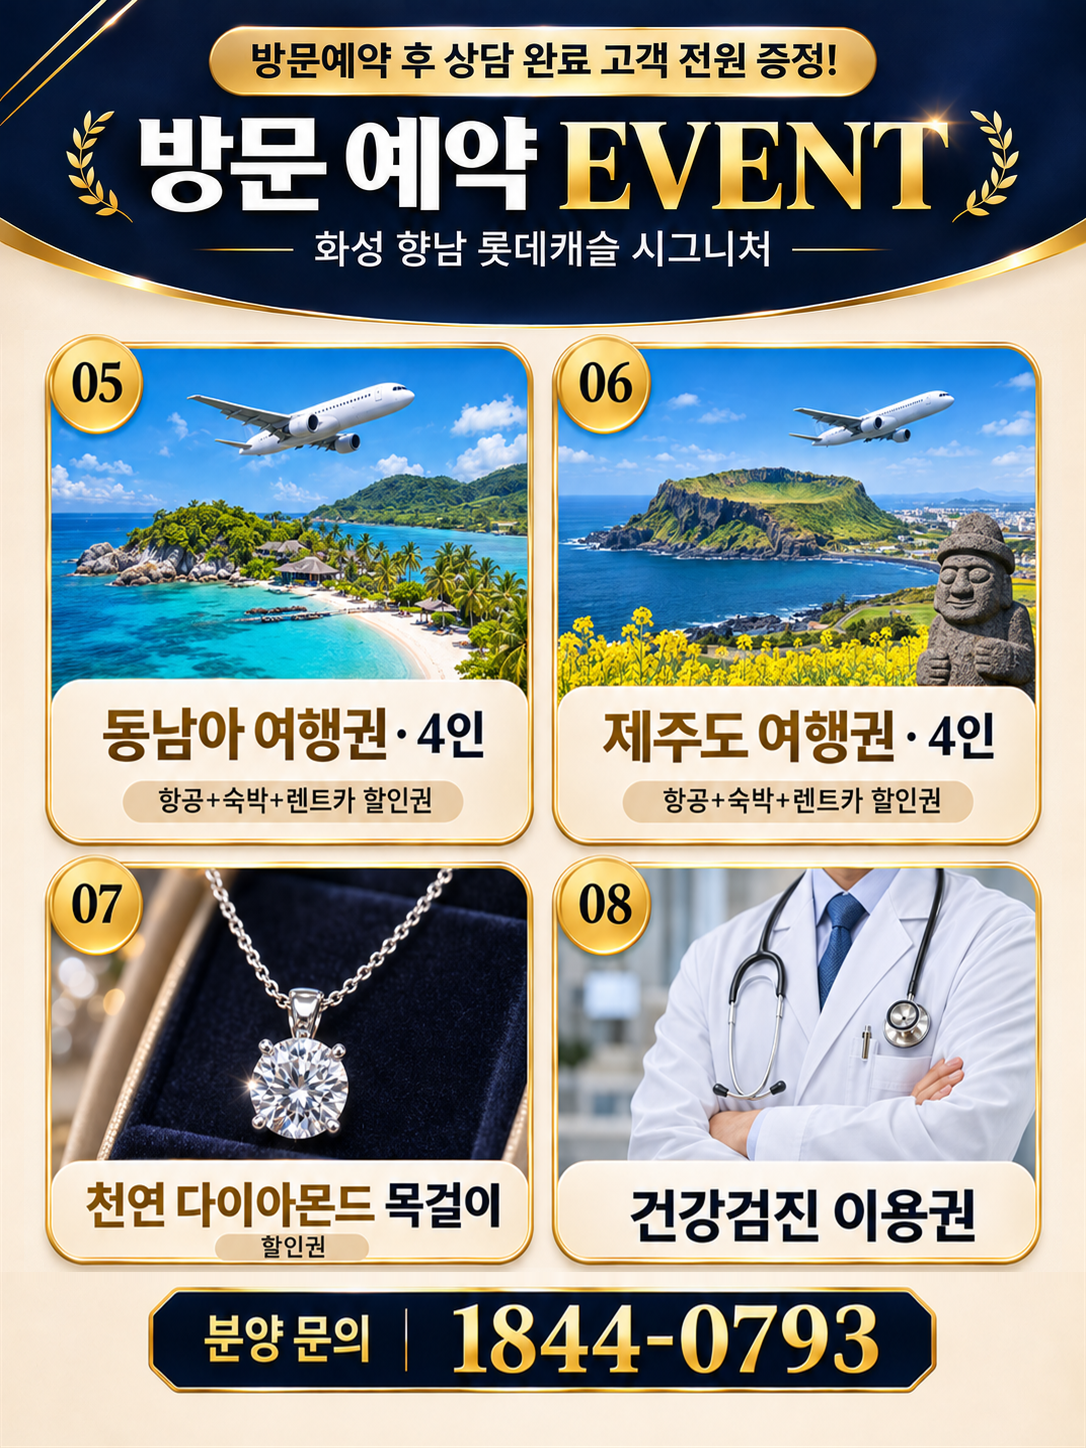 방문예약 후 상담 완료 고객 전원 증정!
방문 예약 EVENT
화성 향남 롯데캐슬 시그니처
05
06
동남아 여행권 · 4인
항공+숙박+렌트카 할인권
제주도 여행권 · 4인
항공+숙박+렌트카 할인권
07
08
천연 다이아몬드 목걸이
할인권
건강검진 이용권
분양 문의 1844-0793